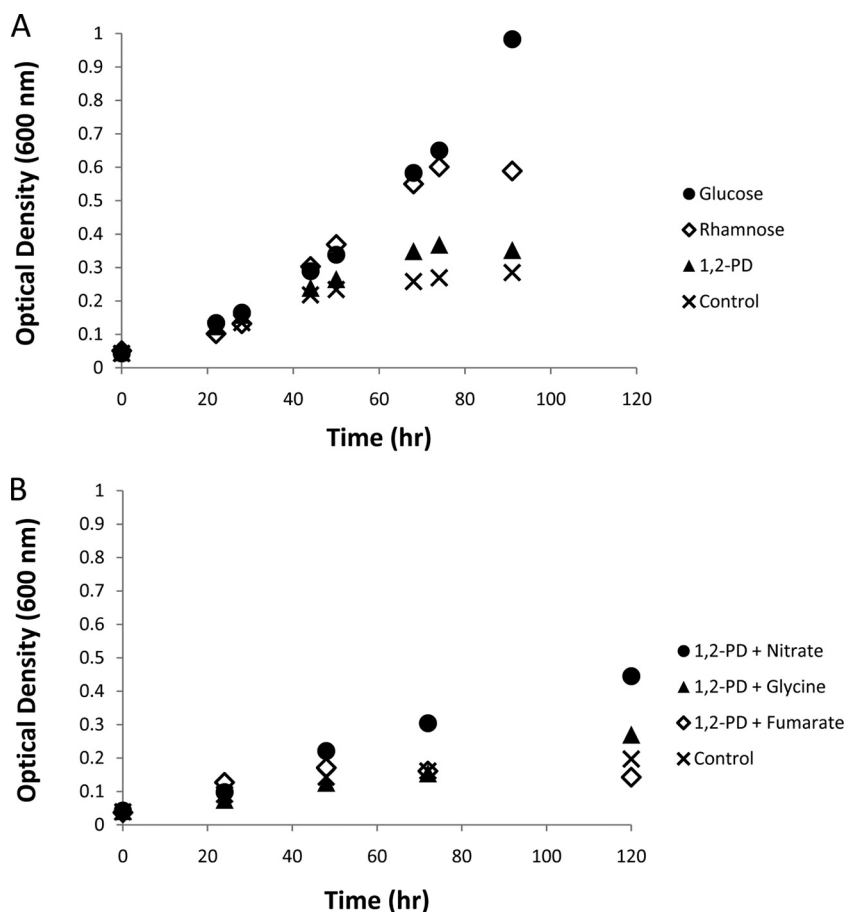 A
1
0.9
0.8
0.7
0.6
0.5
0.4
0.3
0.2
0.1
0
Optical Density (600 nm)
0 20 40 60 80 100 120
Time (hr)
Glucose
Rhamnose
1,2-PD
Control
B
1
0.9
0.8
0.7
0.6
0.5
0.4
0.3
0.2
0.1
0
Optical Density (600 nm)
0 20 40 60 80 100 120
Time (hr)
1,2-PD + Nitrate
1,2-PD + Glycine
1,2-PD + Fumarate
Control